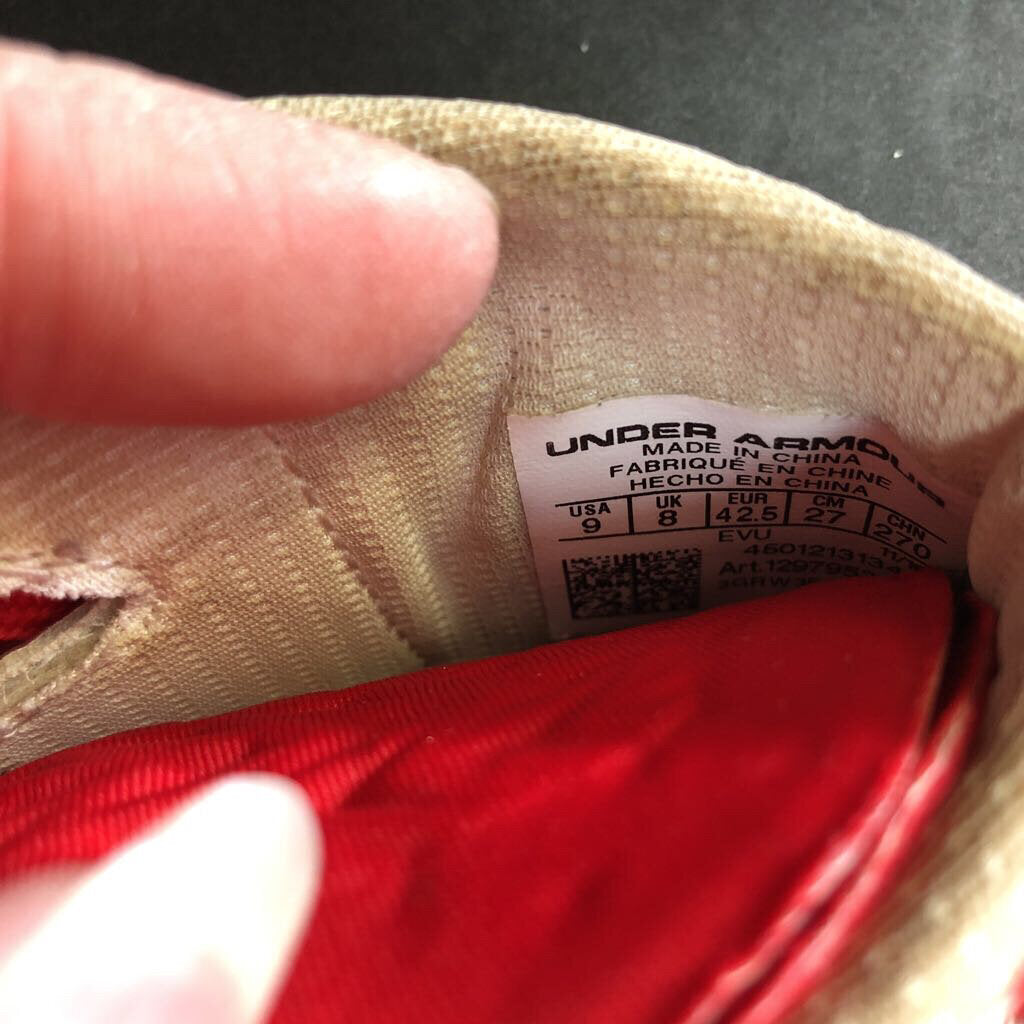 UNDER ARMOUR
MADE IN CHINA
FABRIQUÉ EN CHINE
HECHO EN CHINA
USA UK EUR CM CHN
9 8 42.5 27 270
EVU